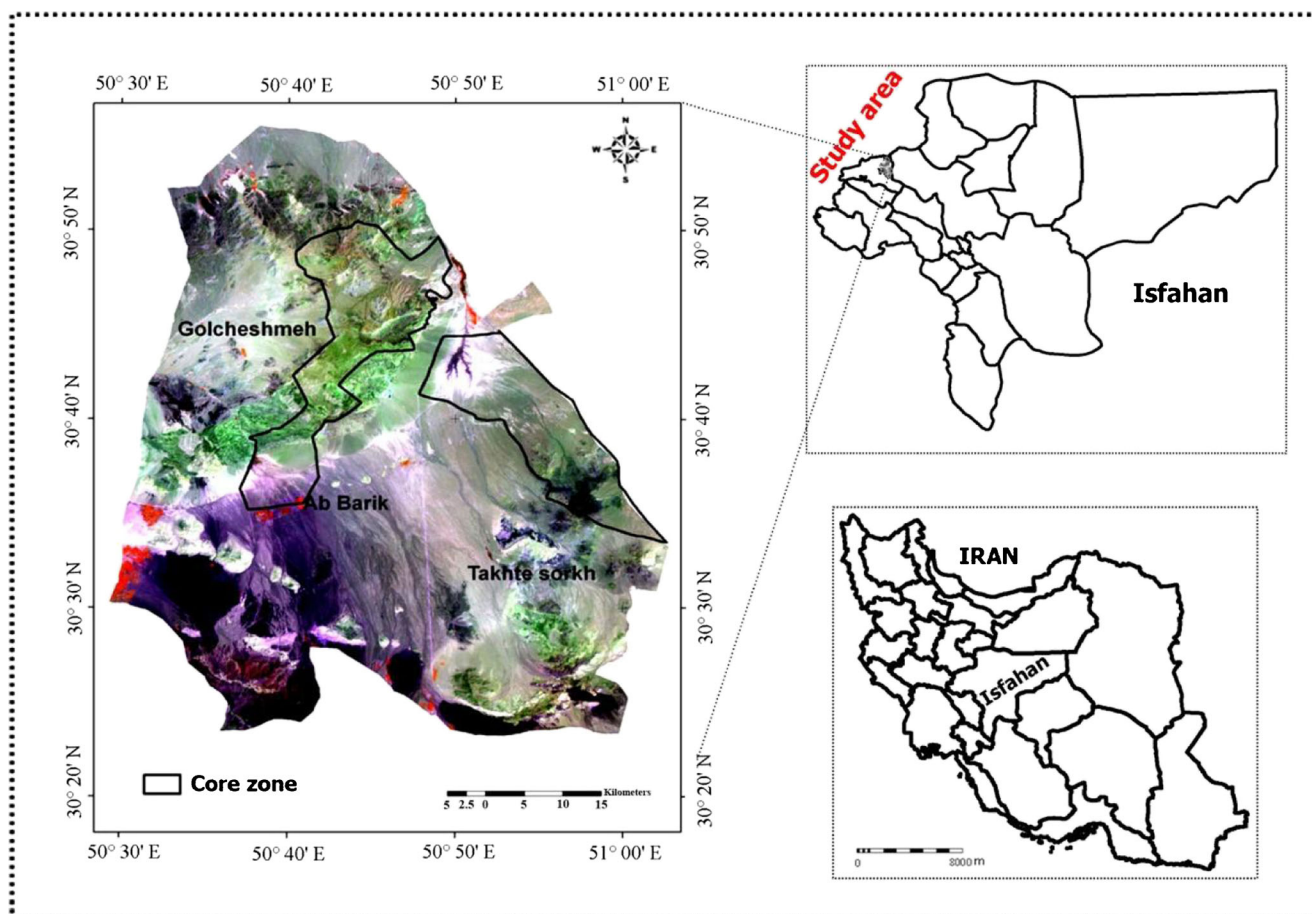 50° 30' E 50° 40' E 50° 50' E 51° 00' E
N
W E
S
30° 50' N
30° 40' N
30° 30' N
30° 20' N
30° 50' N
30° 40' N
30° 30' N
30° 20' N
Golcheshmeh
Ab Barik
Takhte sorkh
Core zone
Kilometers
5 2.5 0 5 10 15
50° 30' E 50° 40' E 50° 50' E 51° 00' E
Study area
Isfahan
IRAN
Isfahan
0 8000 m